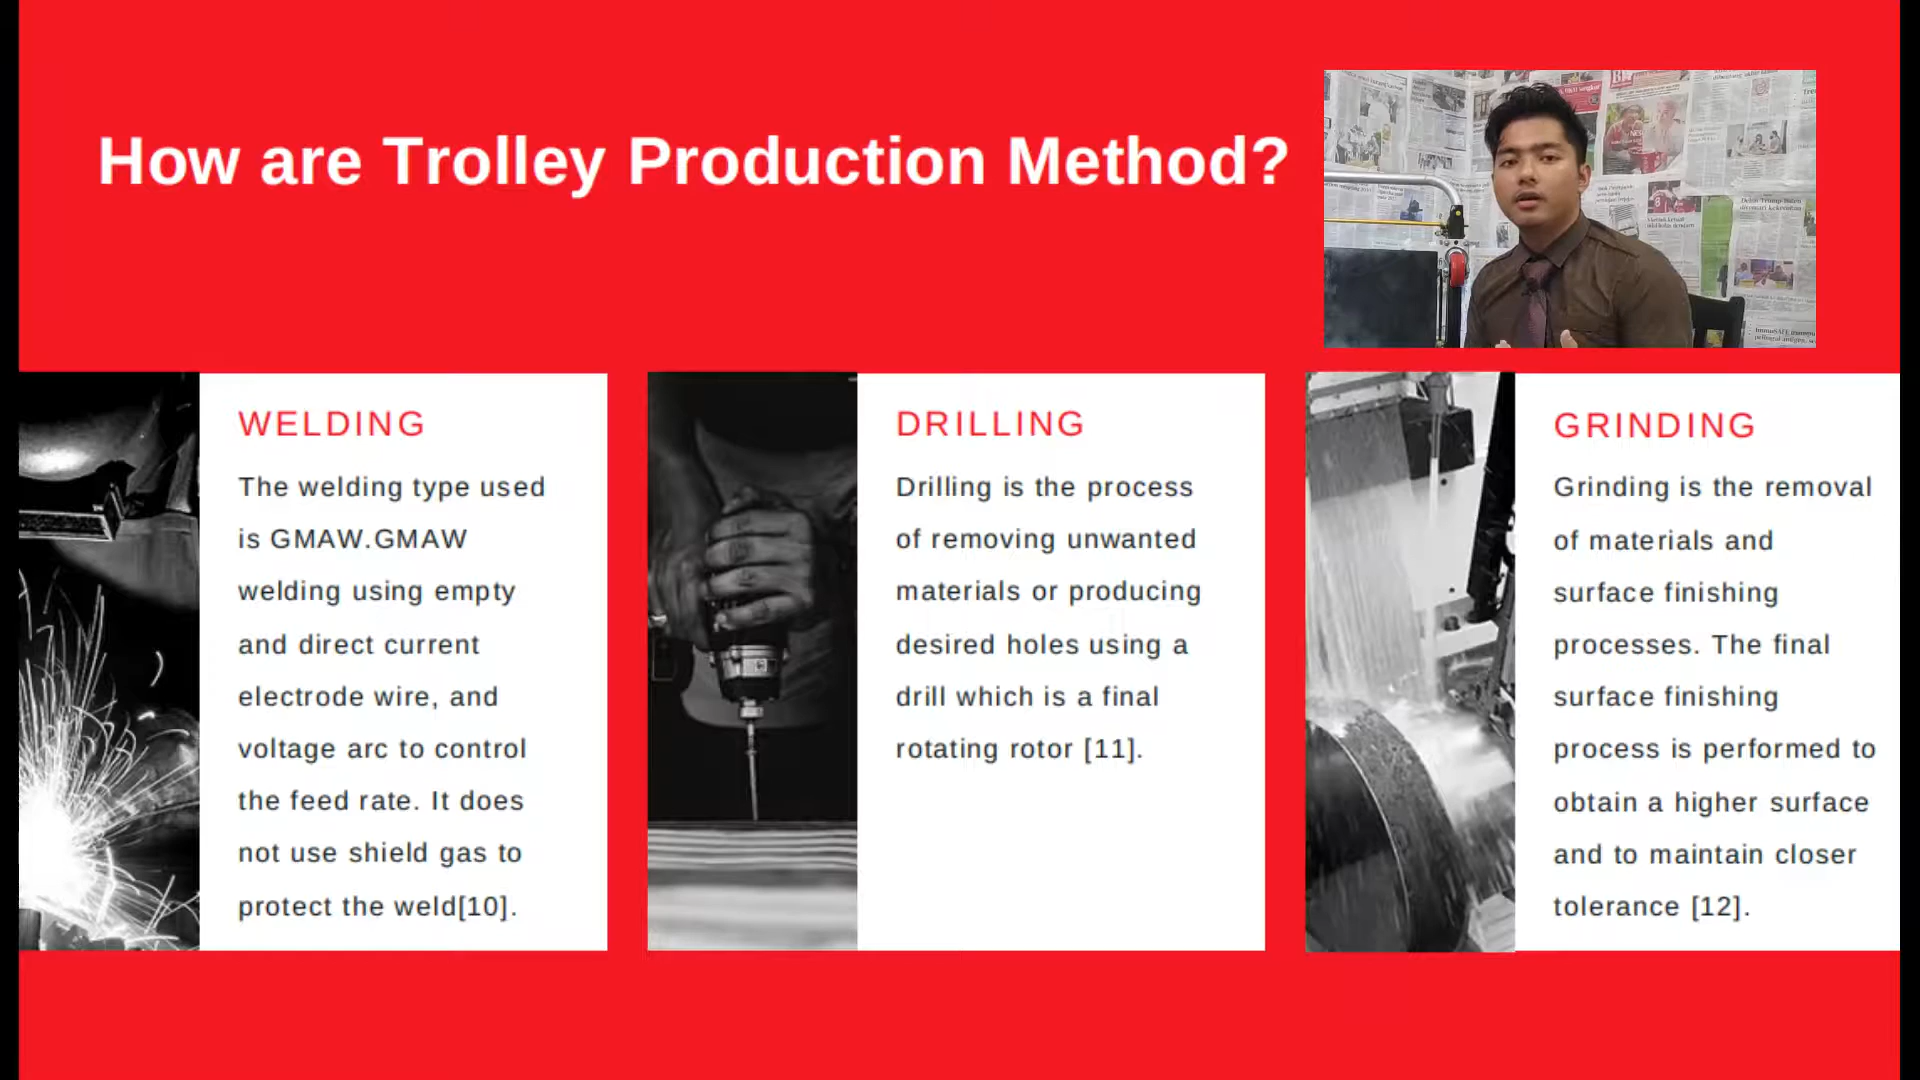 How are Trolley Production Method?
WELDING
The welding type used
is GMAW.GMAW
welding using empty
and direct current
electrode wire, and
voltage arc to control
the feed rate. It does
not use shield gas to
protect the weld[10].
DRILLING
Drilling is the process
of removing unwanted
materials or producing
desired holes using a
drill which is a final
rotating rotor [11].
GRINDING
Grinding is the removal
of materials and
surface finishing
processes. The final
surface finishing
process is performed to
obtain a higher surface
and to maintain closer
tolerance [12].